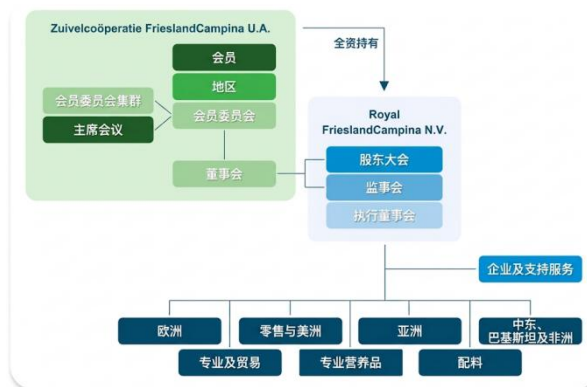 Zuivelcoöperatie FrieslandCampina U.A.
会员
地区
会员委员会集群
会员委员会
主席会议
董事会
全资持有
Royal
FrieslandCampina N.V.
股东大会
监事会
执行董事会
企业及支持服务
欧洲
零售与美洲
亚洲
中东、
巴基斯坦及非洲
专业及贸易
专业营养品
配料